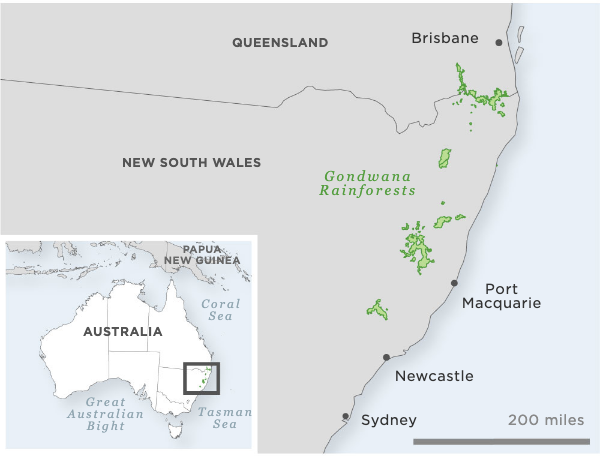 Brisbane
QUEENSLAND
NEW SOUTH WALES
Gondwana
Rainforests
Port
Macquarie
Newcastle
Sydney
200 miles
PAPUA
NEW GUINEA
Coral
Sea
AUSTRALIA
Great
Australian
Bight
Tasman
Sea